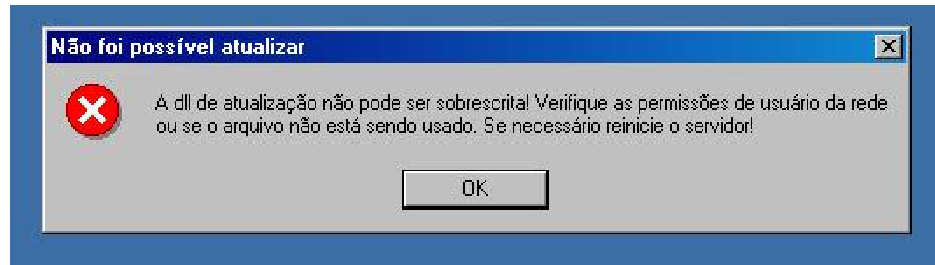 Não foi possível atualizar
A dll de atualização não pode ser sobrescrita! Verifique as permissões de usuário da rede
ou se o arquivo não está sendo usado. Se necessário reinicie o servidor!
OK